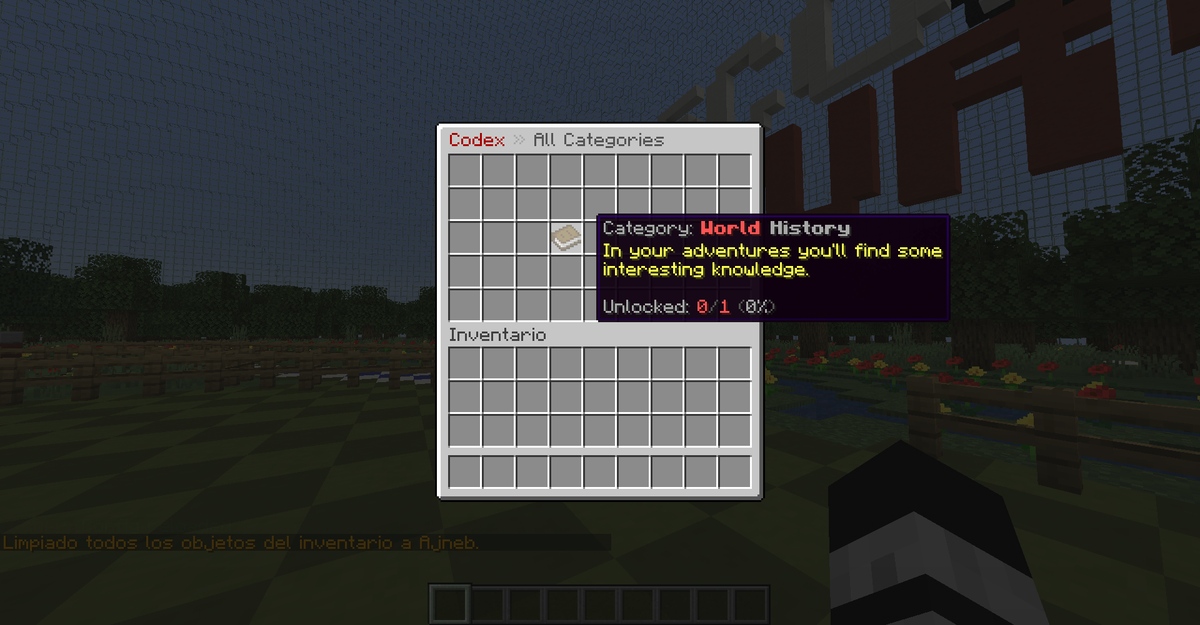 Codex » All Categories
Category: World History
In your adventures you'll find some
interesting knowledge.
Unlocked: 0/1 (0%)
Inventario
Limpiado todos los objetos del inventario a Ajneb.